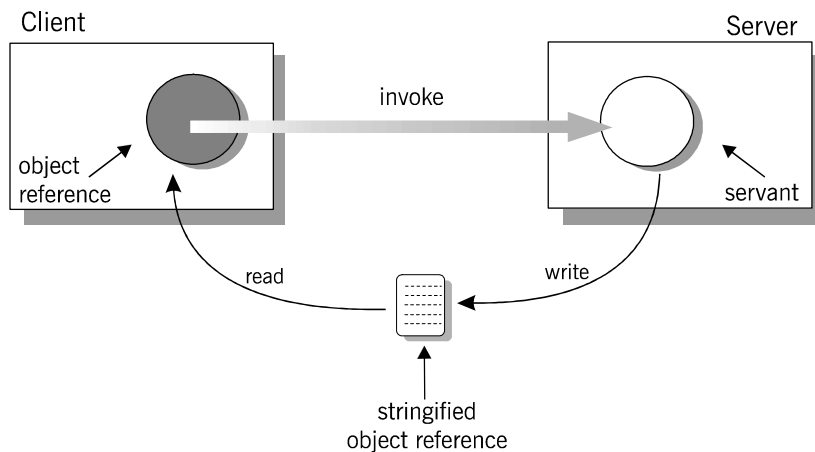 Client
Server
invoke
object
reference
servant
read
write
stringified
object reference